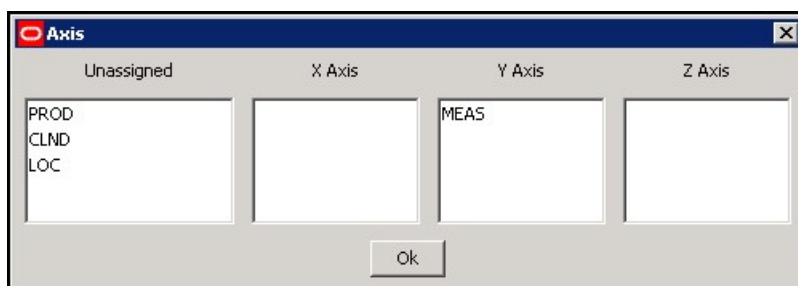 Axis
Unassigned X Axis Y Axis Z Axis
PROD MEAS
CLND
LOC
Ok